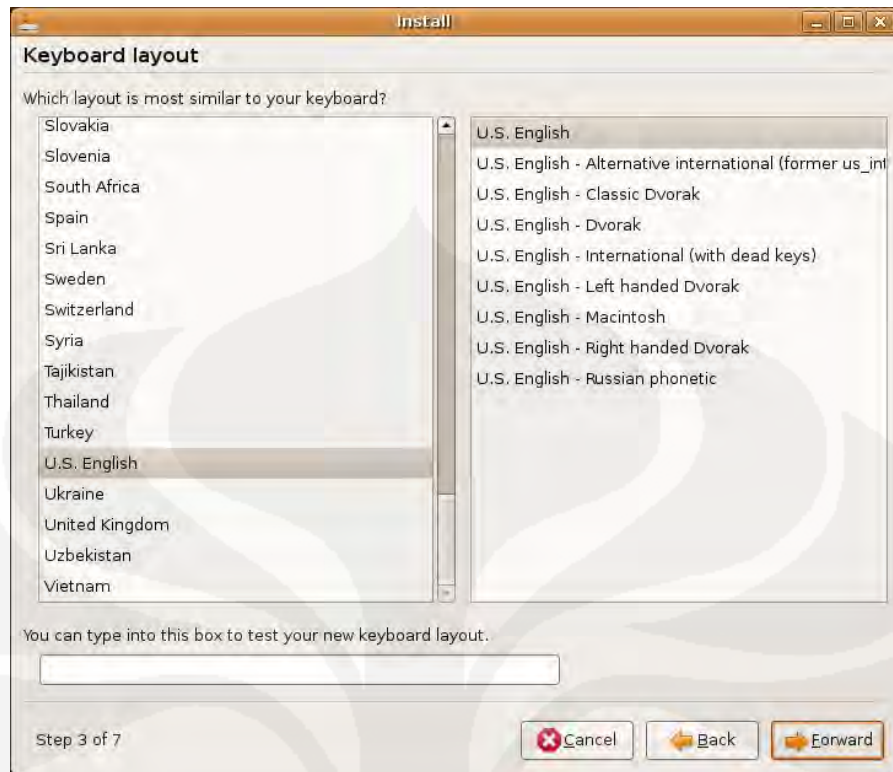 Install
Keyboard layout
Which layout is most similar to your keyboard?
Slovakia
Slovenia
South Africa
Spain
Sri Lanka
Sweden
Switzerland
Syria
Tajikistan
Thailand
Turkey
U.S. English
Ukraine
United Kingdom
Uzbekistan
Vietnam
U.S. English
U.S. English - Alternative international (former us_int
U.S. English - Classic Dvorak
U.S. English - Dvorak
U.S. English - International (with dead keys)
U.S. English - Left handed Dvorak
U.S. English - Macintosh
U.S. English - Right handed Dvorak
U.S. English - Russian phonetic
You can type into this box to test your new keyboard layout.
Step 3 of 7
Cancel
Back
Forward